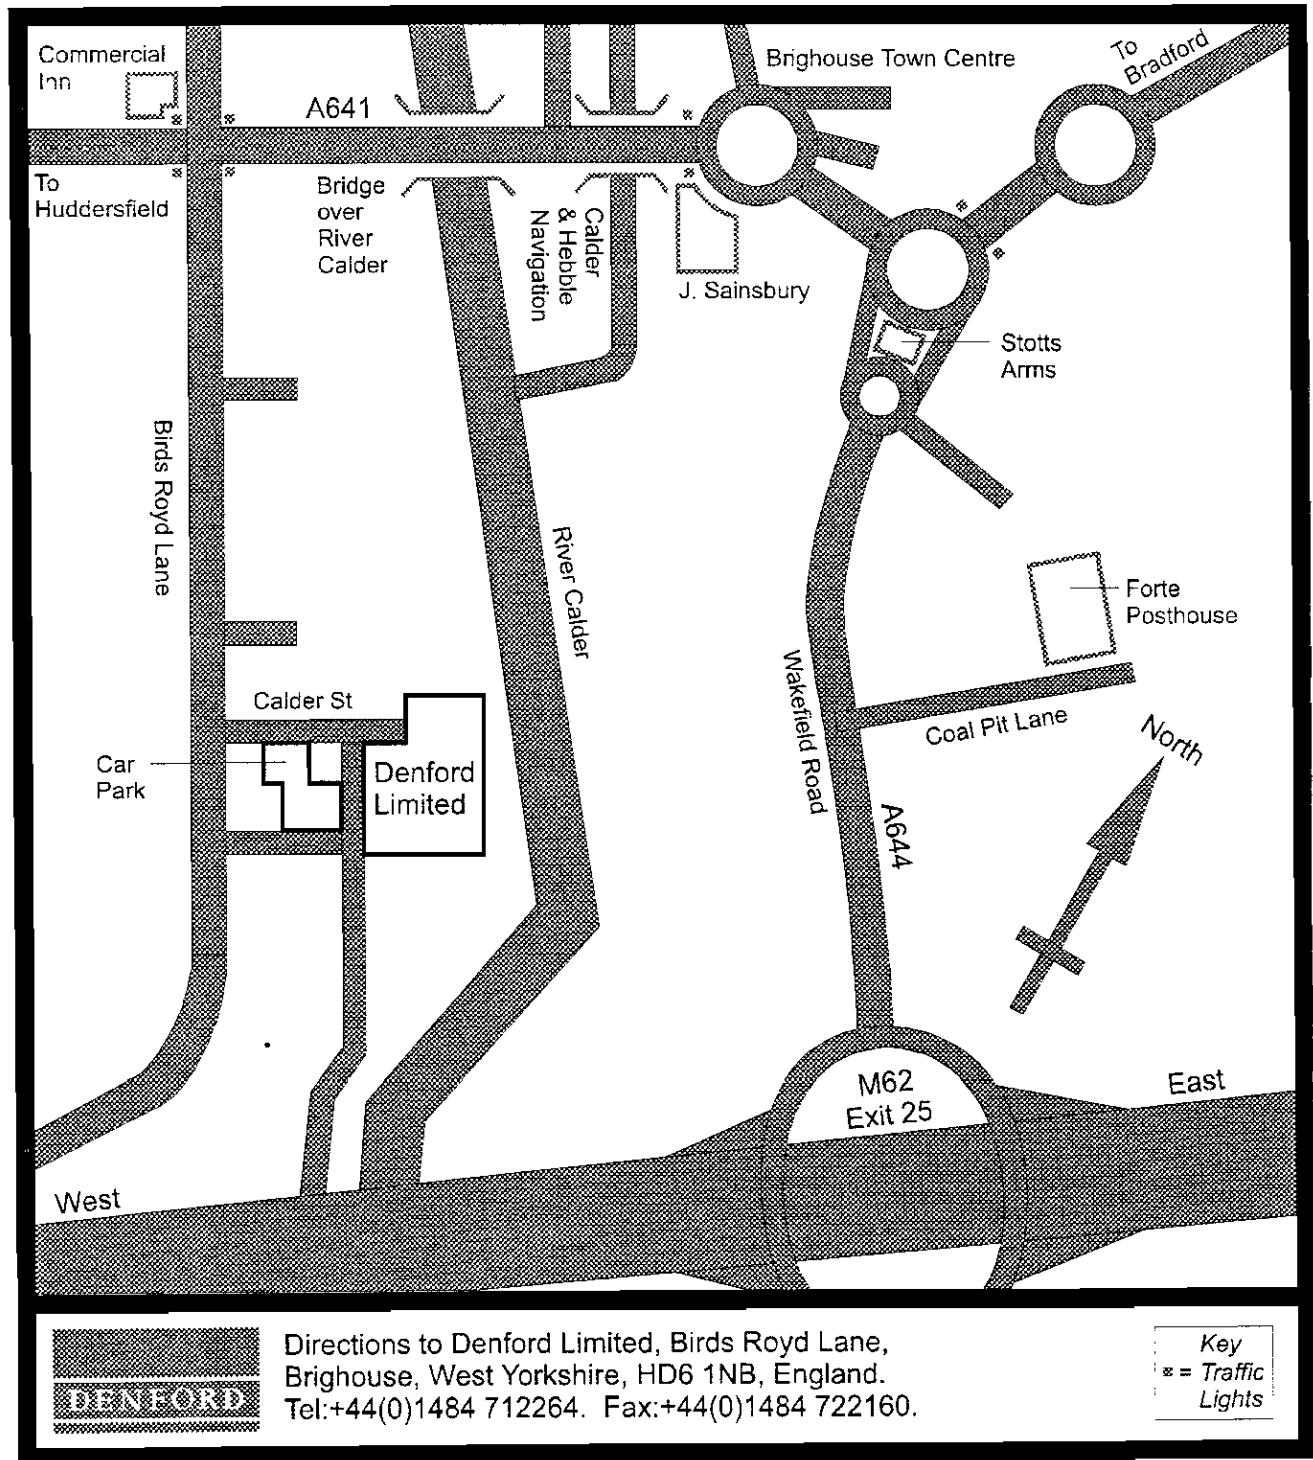 Commercial
Inn
A641
Brighouse Town Centre
To
Bradford
To
Huddersfield
Bridge
over
River
Calder
Calder
& Hebble
Navigation
J. Sainsbury
Stotts
Arms
Birds Royd Lane
River Calder
Forte
Posthouse
Wakefield Road
Coal Pit Lane
North
Calder St
Car
Park
Denford
Limited
A644
M62
Exit 25
East
West
DENFORD
Directions to Denford Limited, Birds Royd Lane,
Brighouse, West Yorkshire, HD6 1NB, England.
Tel:+44(0)1484 712264. Fax:+44(0)1484 722160.
Key
= Traffic
Lights